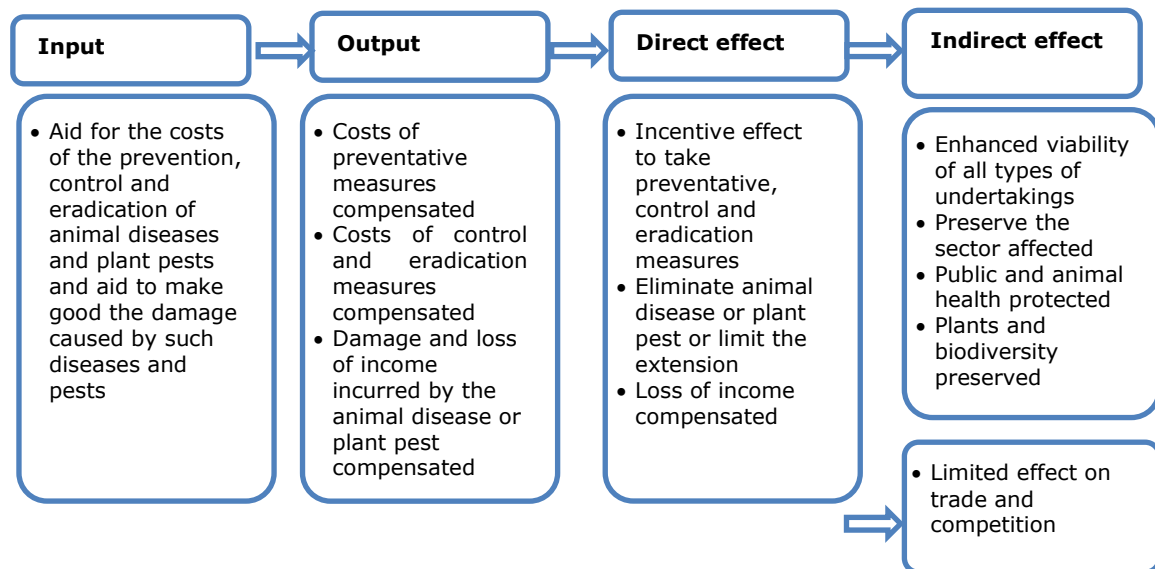 Input
Output
Direct effect
Indirect effect
• Aid for the costs
of the prevention,
control and
eradication of
animal diseases
and plant pests
and aid to make
good the damage
caused by such
diseases and
pests
• Costs of
preventative
measures
compensated
• Costs of control
and eradication
measures
compensated
• Damage and loss
of income
incurred by the
animal disease or
plant pest
compensated
• Incentive effect
to take
preventative,
control and
eradication
measures
• Eliminate animal
disease or plant
pest or limit the
extension
• Loss of income
compensated
• Enhanced viability
of all types of
undertakings
• Preserve the
sector affected
• Public and animal
health protected
• Plants and
biodiversity
preserved
• Limited effect on
trade and
competition